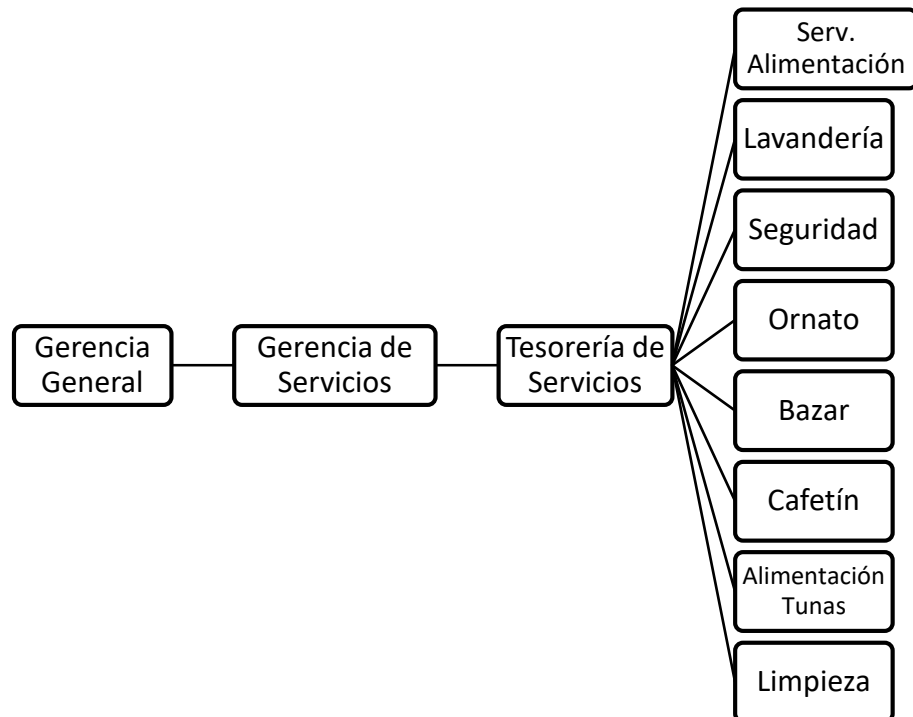 Gerencia
General
Gerencia de
Servicios
Tesorería de
Servicios
Serv.
Alimentación
Lavandería
Seguridad
Ornato
Bazar
Cafetín
Alimentación
Tunas
Limpieza